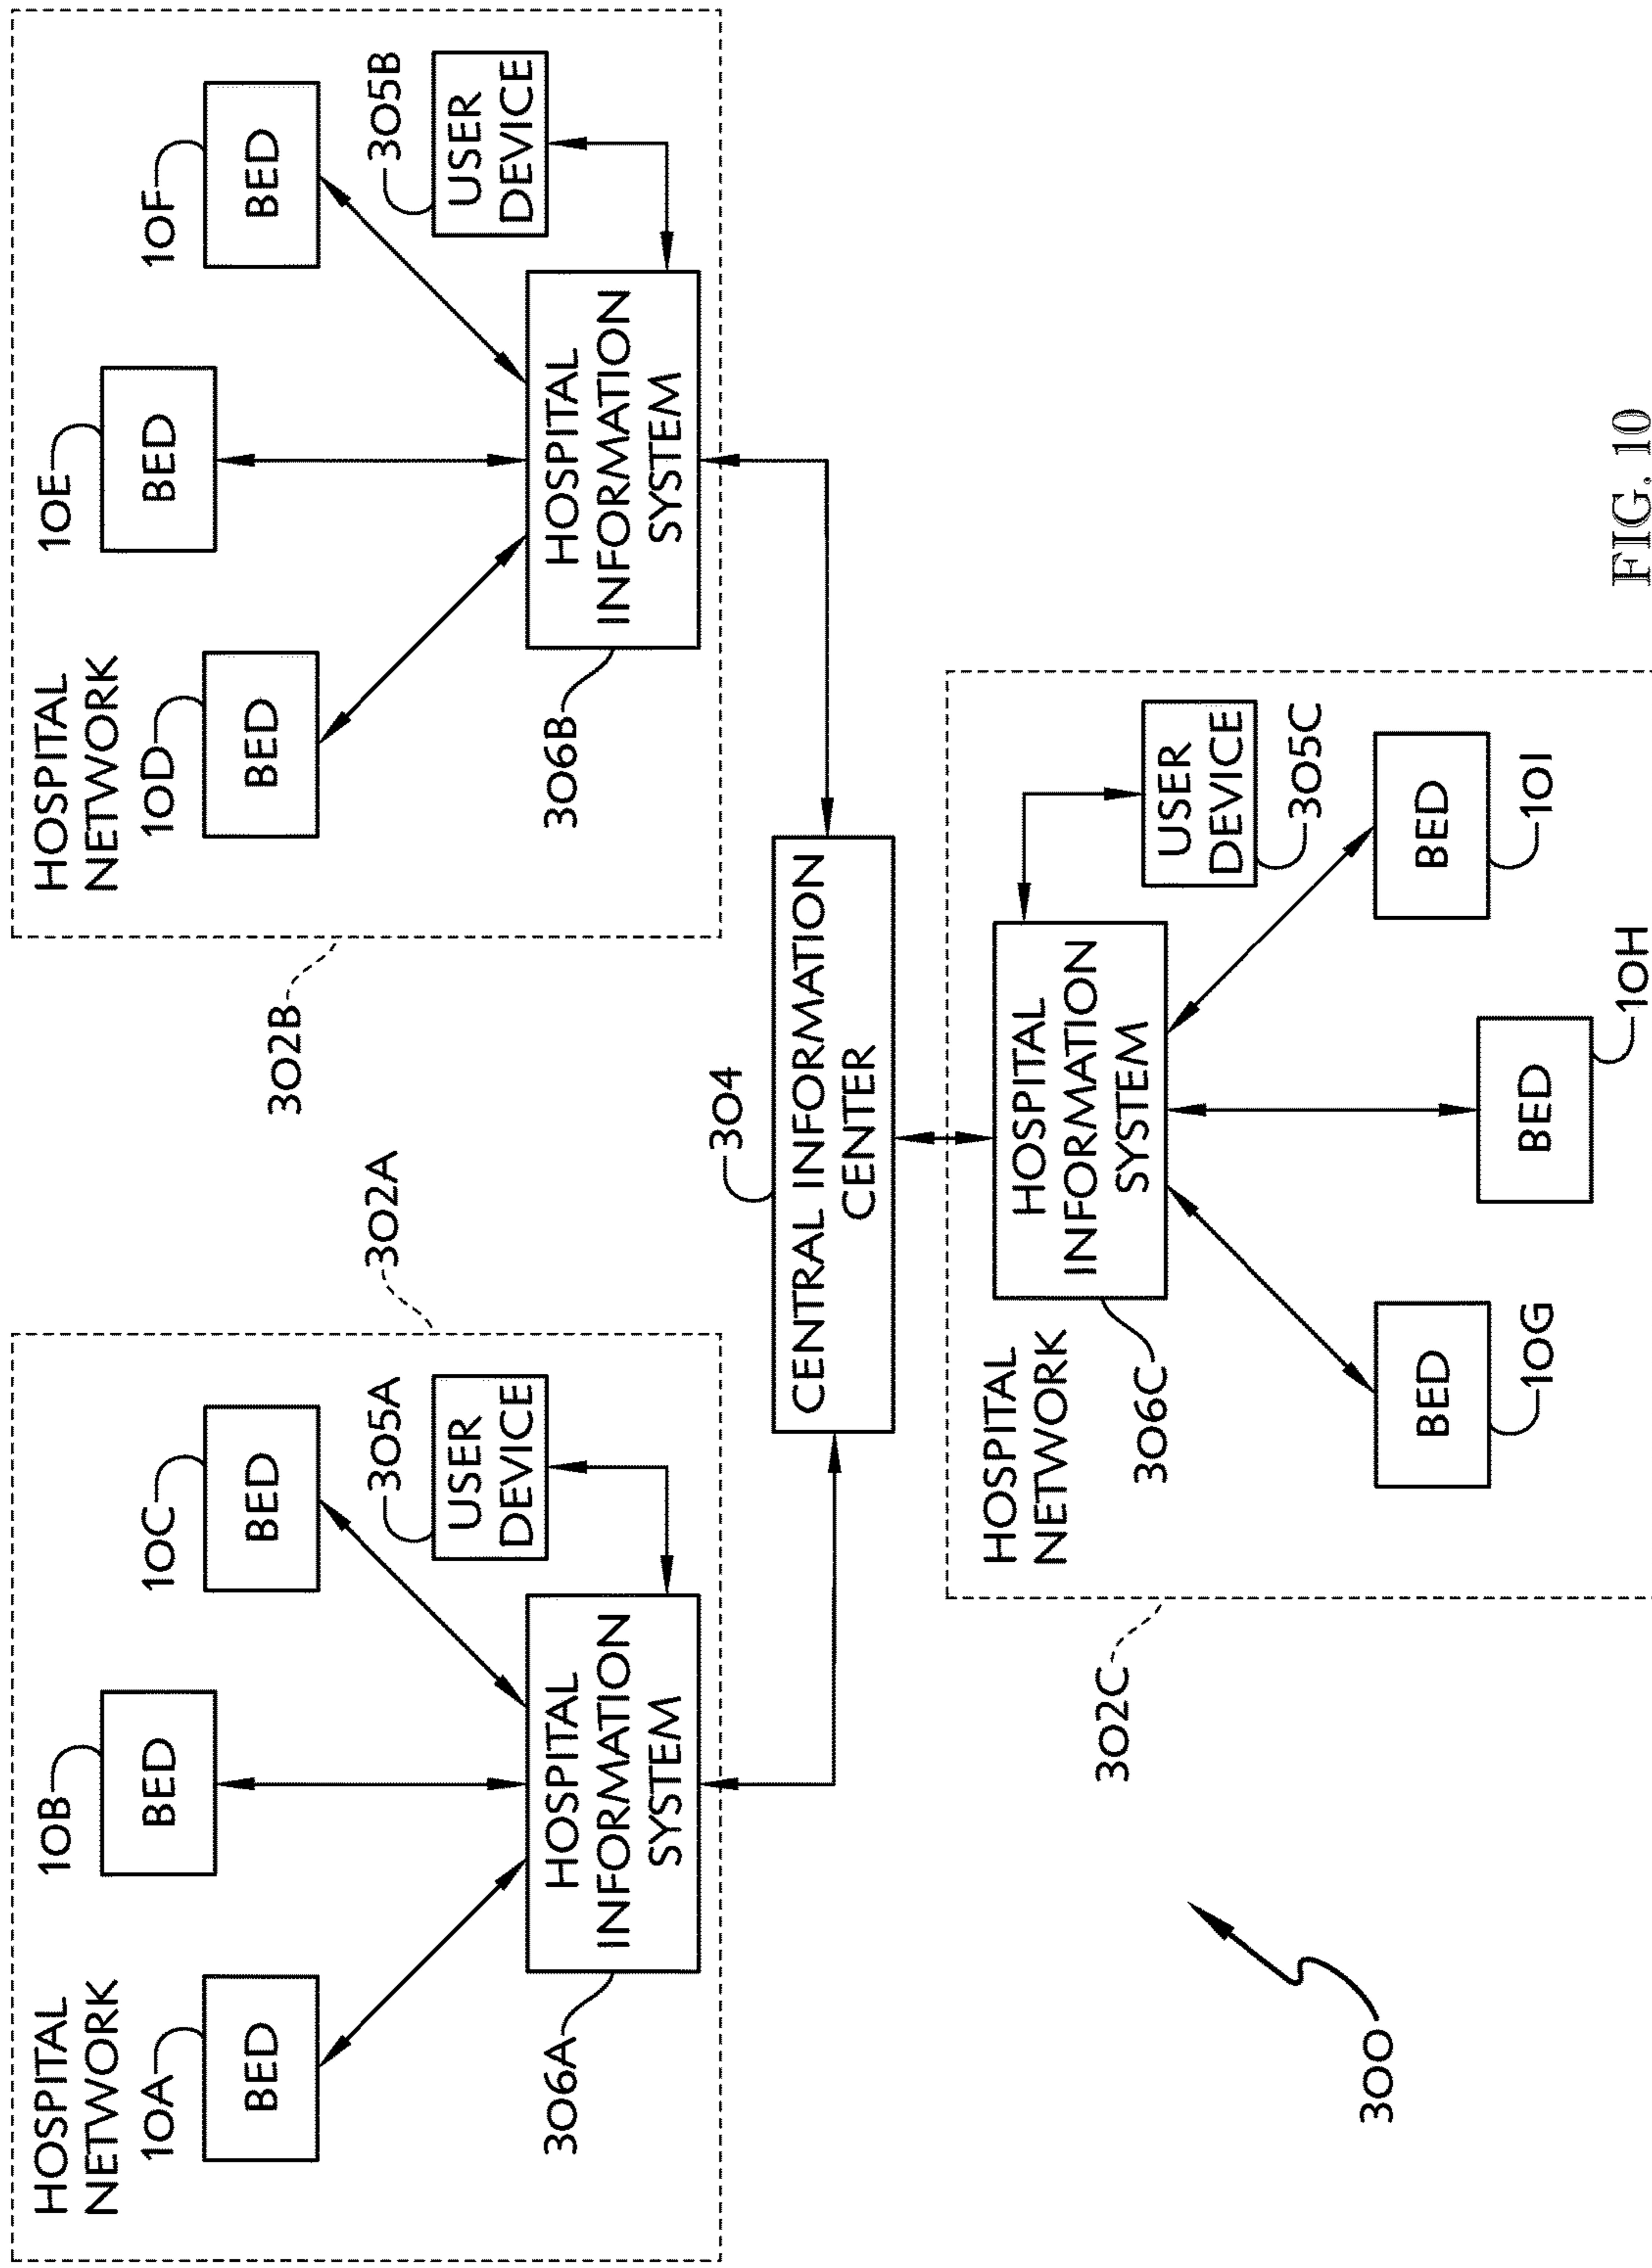 HOSPITAL
NETWORK
10A
BED
10B
BED
10C
BED
305A
USER
DEVICE
HOSPITAL
INFORMATION
SYSTEM
306A
302A
HOSPITAL
NETWORK
10D
BED
10E
BED
10F
BED
305B
USER
DEVICE
HOSPITAL
INFORMATION
SYSTEM
306B
302B
304
CENTRAL INFORMATION
CENTER
HOSPITAL
NETWORK
302C
HOSPITAL
INFORMATION
SYSTEM
306C
USER
DEVICE
305C
BED
10G
BED
10H
BED
10I
300
FIG. 10